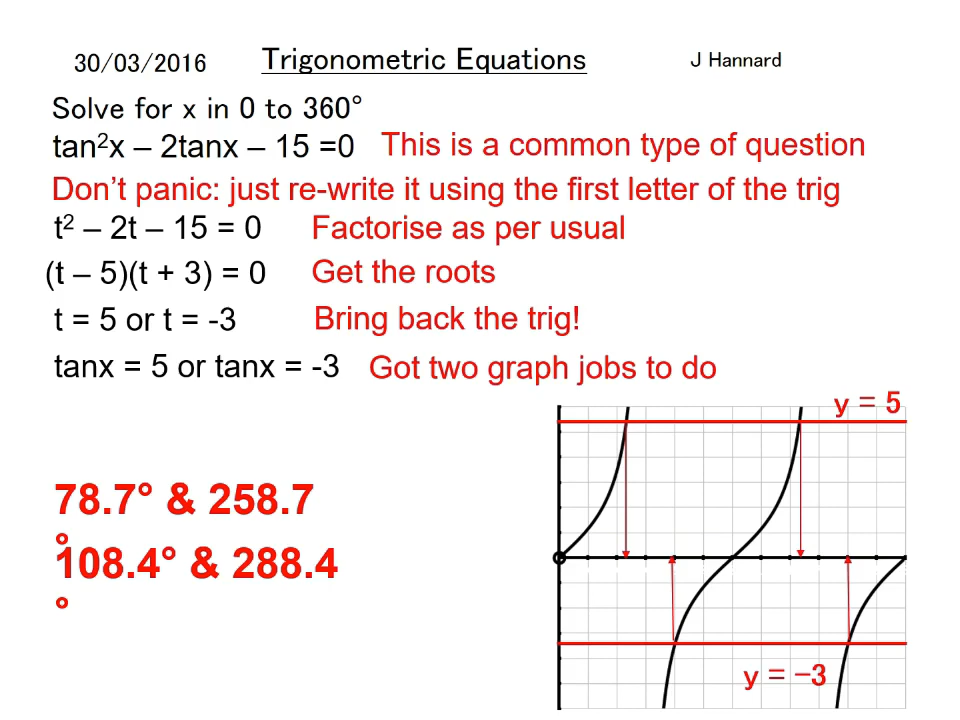 30/03/2016 Trigonometric Equations J Hannard
Solve for x in 0 to 360°
tan²x – 2tanx – 15 =0 This is a common type of question
Don't panic: just re-write it using the first letter of the trig
t² – 2t – 15 = 0 Factorise as per usual
(t – 5)(t + 3) = 0 Get the roots
t = 5 or t = -3 Bring back the trig!
tanx = 5 or tanx = -3 Got two graph jobs to do
y = 5
78.7° & 258.7
°
108.4° & 288.4
°
y = −3